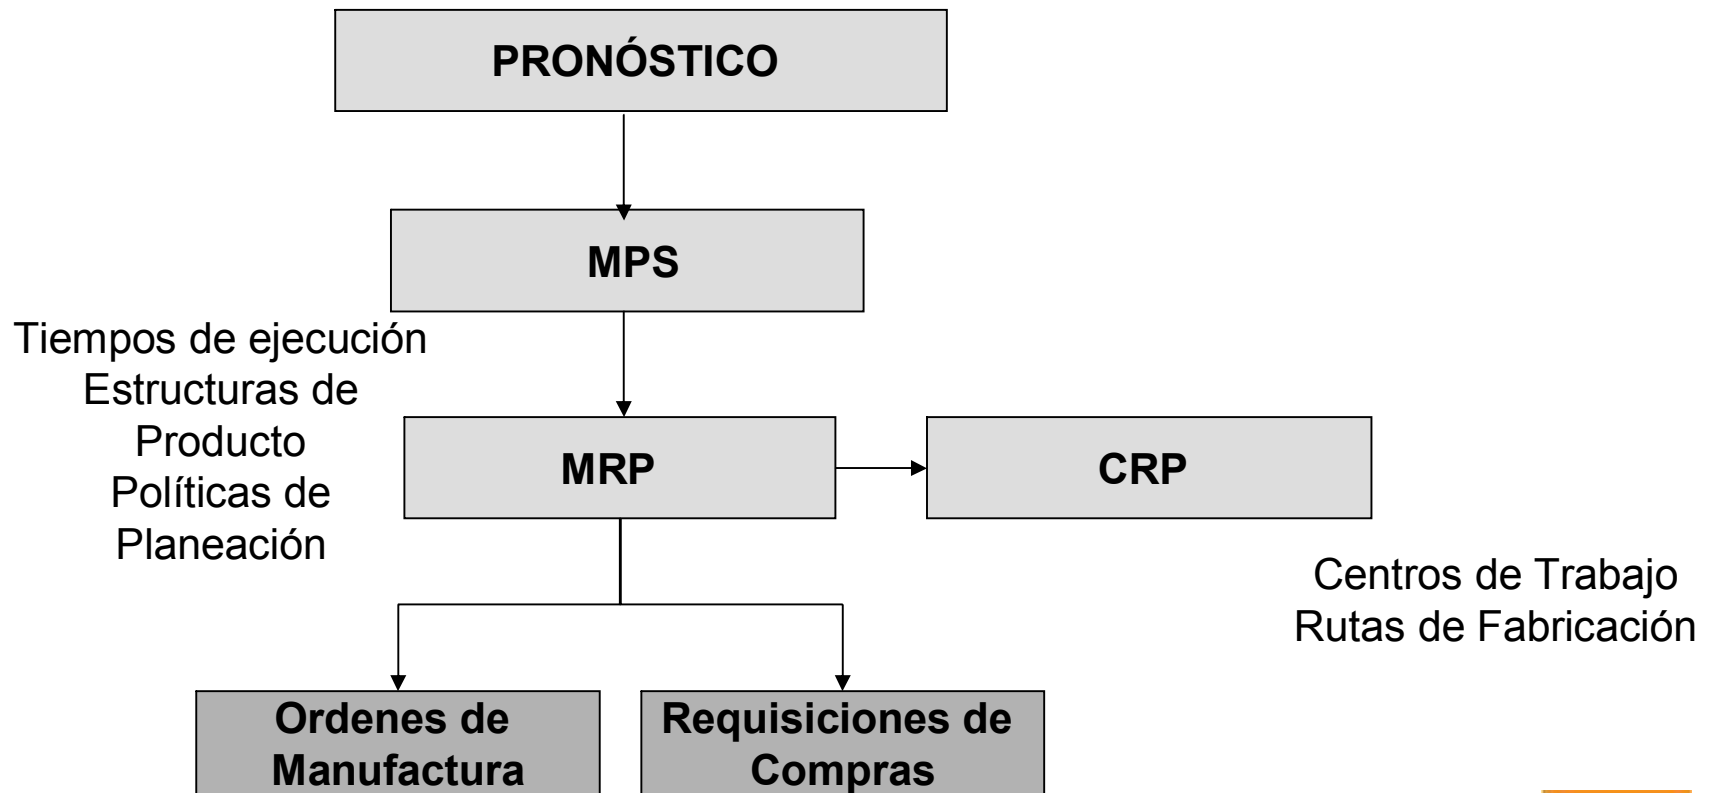 PRONÓSTICO
MPS
Tiempos de ejecución
Estructuras de
Producto
Políticas de
Planeación
MRP
CRP
Centros de Trabajo
Rutas de Fabricación
Ordenes de
Manufactura
Requisiciones de
Compras